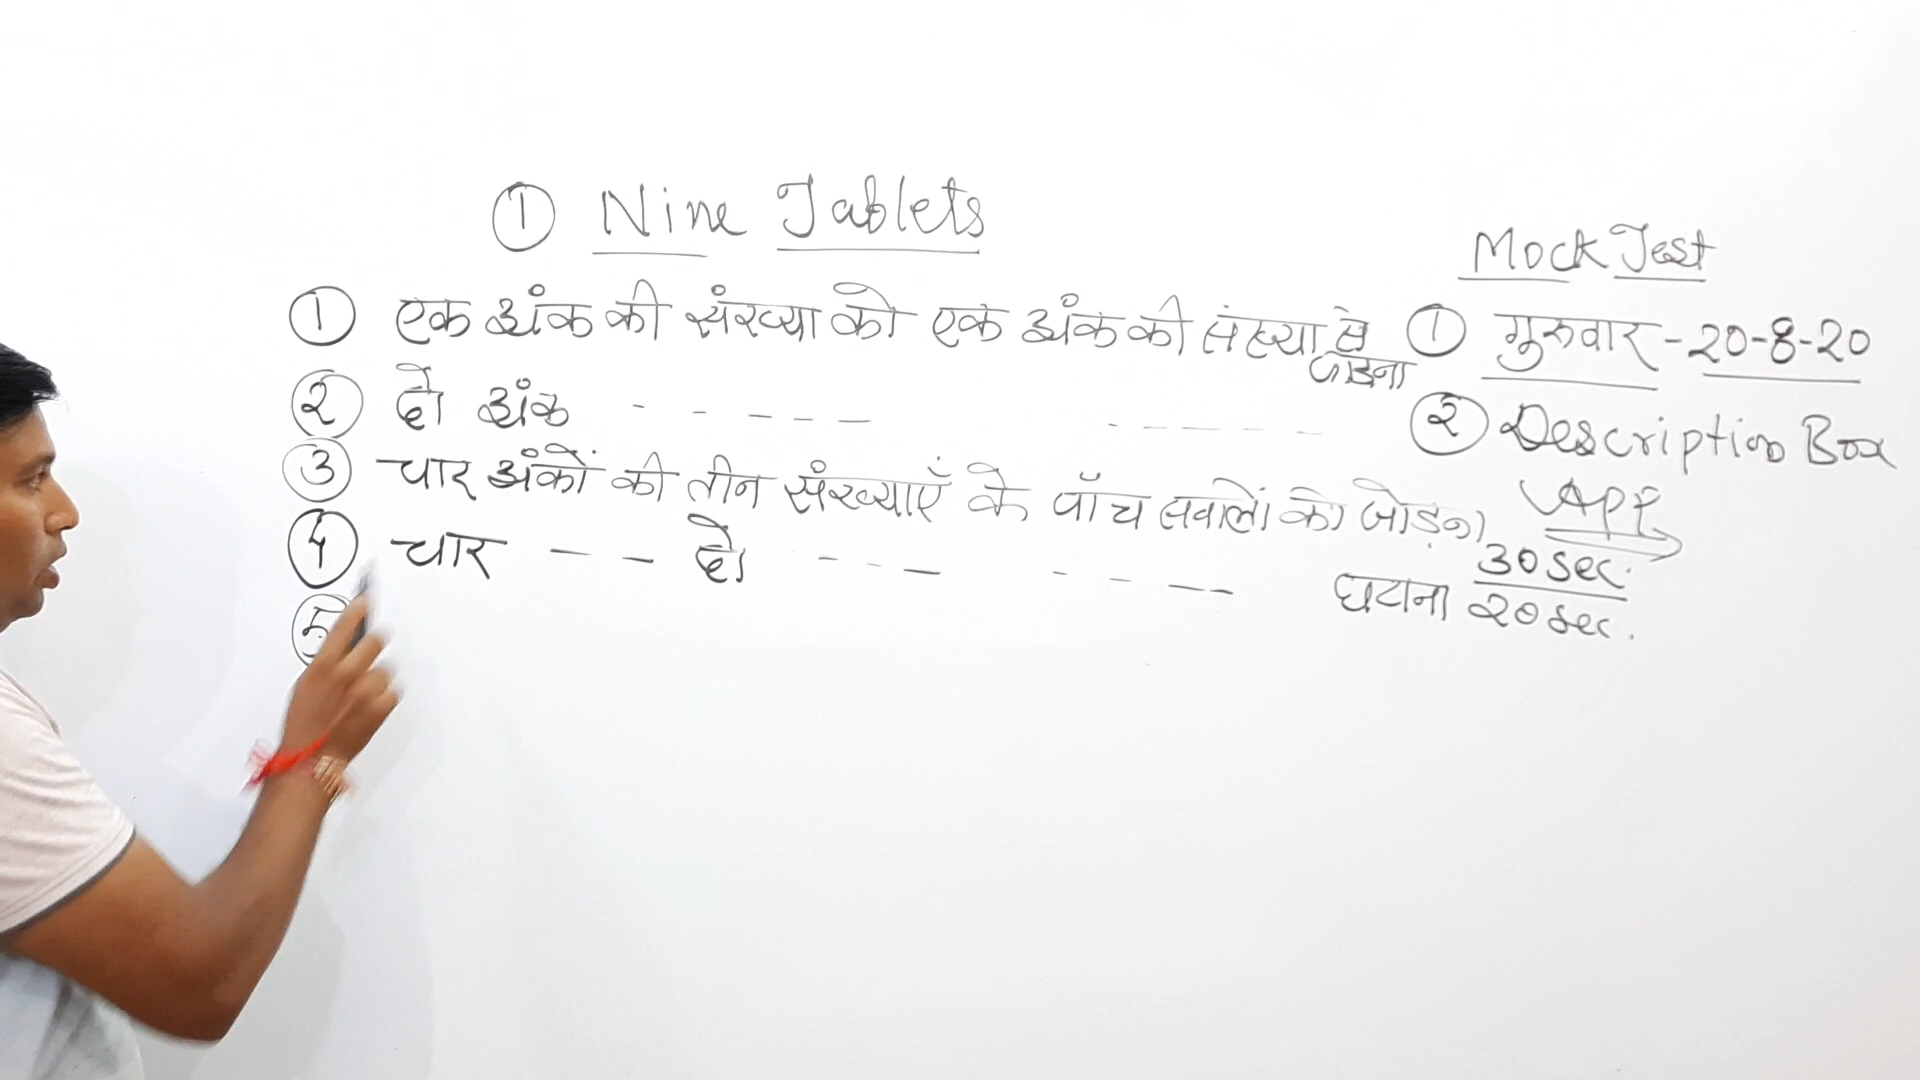 ① Nine Tablets
① एक अंक की संख्या को एक अंक की संख्या से जोड़ना
② दो अंक - - - - - - - - - -
③ चार अंकों की तीन संख्याएँ के पाँच सवालों को जोड़ना
④ चार - - दो - - - - - - घटाना
⑤
Mock Test
① गुरुवार - 20-8-20
② Description Box
App
30 Sec.
20 Sec.